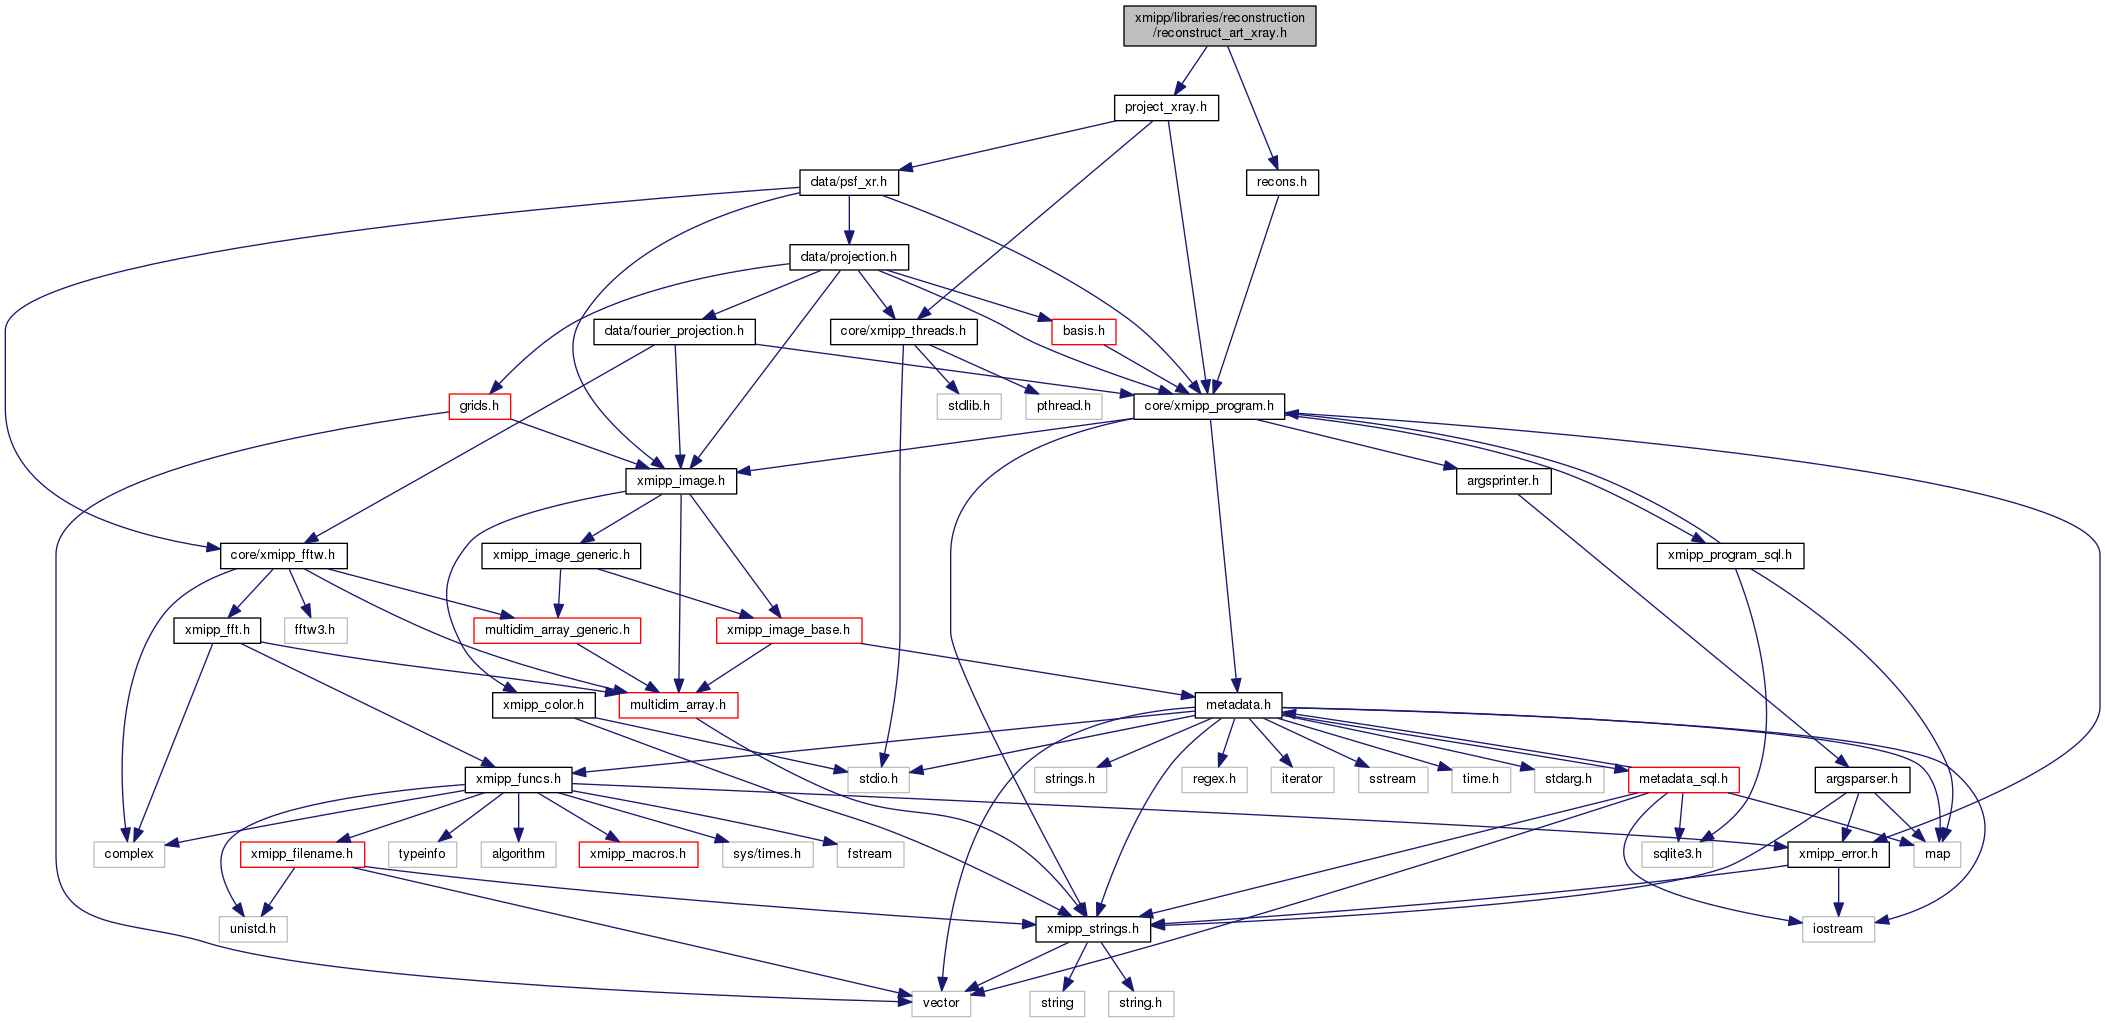 xmipp/libraries/reconstruction
/reconstruct_art_xray.h
project_xray.h
data/psf_xr.h
recons.h
data/projection.h
data/fourier_projection.h
core/xmipp_threads.h
basis.h
grids.h
stdlib.h
pthread.h
core/xmipp_program.h
xmipp_image.h
argsprinter.h
core/xmipp_fftw.h
xmipp_image_generic.h
xmipp_program_sql.h
xmipp_fft.h
fftw3.h
multidim_array_generic.h
xmipp_image_base.h
xmipp_color.h
multidim_array.h
metadata.h
xmipp_funcs.h
stdio.h
strings.h
regex.h
iterator
sstream
time.h
stdarg.h
metadata_sql.h
argsparser.h
complex
xmipp_filename.h
typeinfo
algorithm
xmipp_macros.h
sys/times.h
fstream
sqlite3.h
xmipp_error.h
map
unistd.h
xmipp_strings.h
iostream
vector
string
string.h